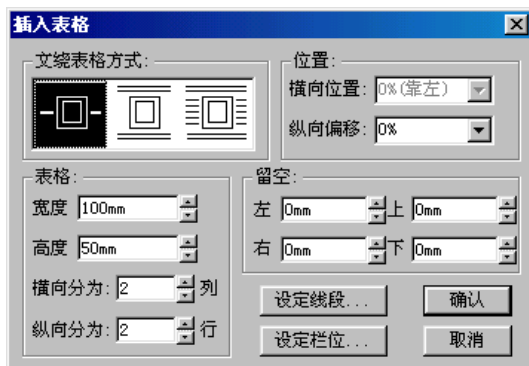 插入表格
文绕表格方式:
位置:
横向位置: 0%(靠左)
纵向偏移: 0%
表格:
宽度 100mm
高度 50mm
横向分为: 2 列
纵向分为: 2 行
留空:
左 0mm 上 0mm
右 0mm 下 0mm
设定线段... 确认
设定栏位... 取消